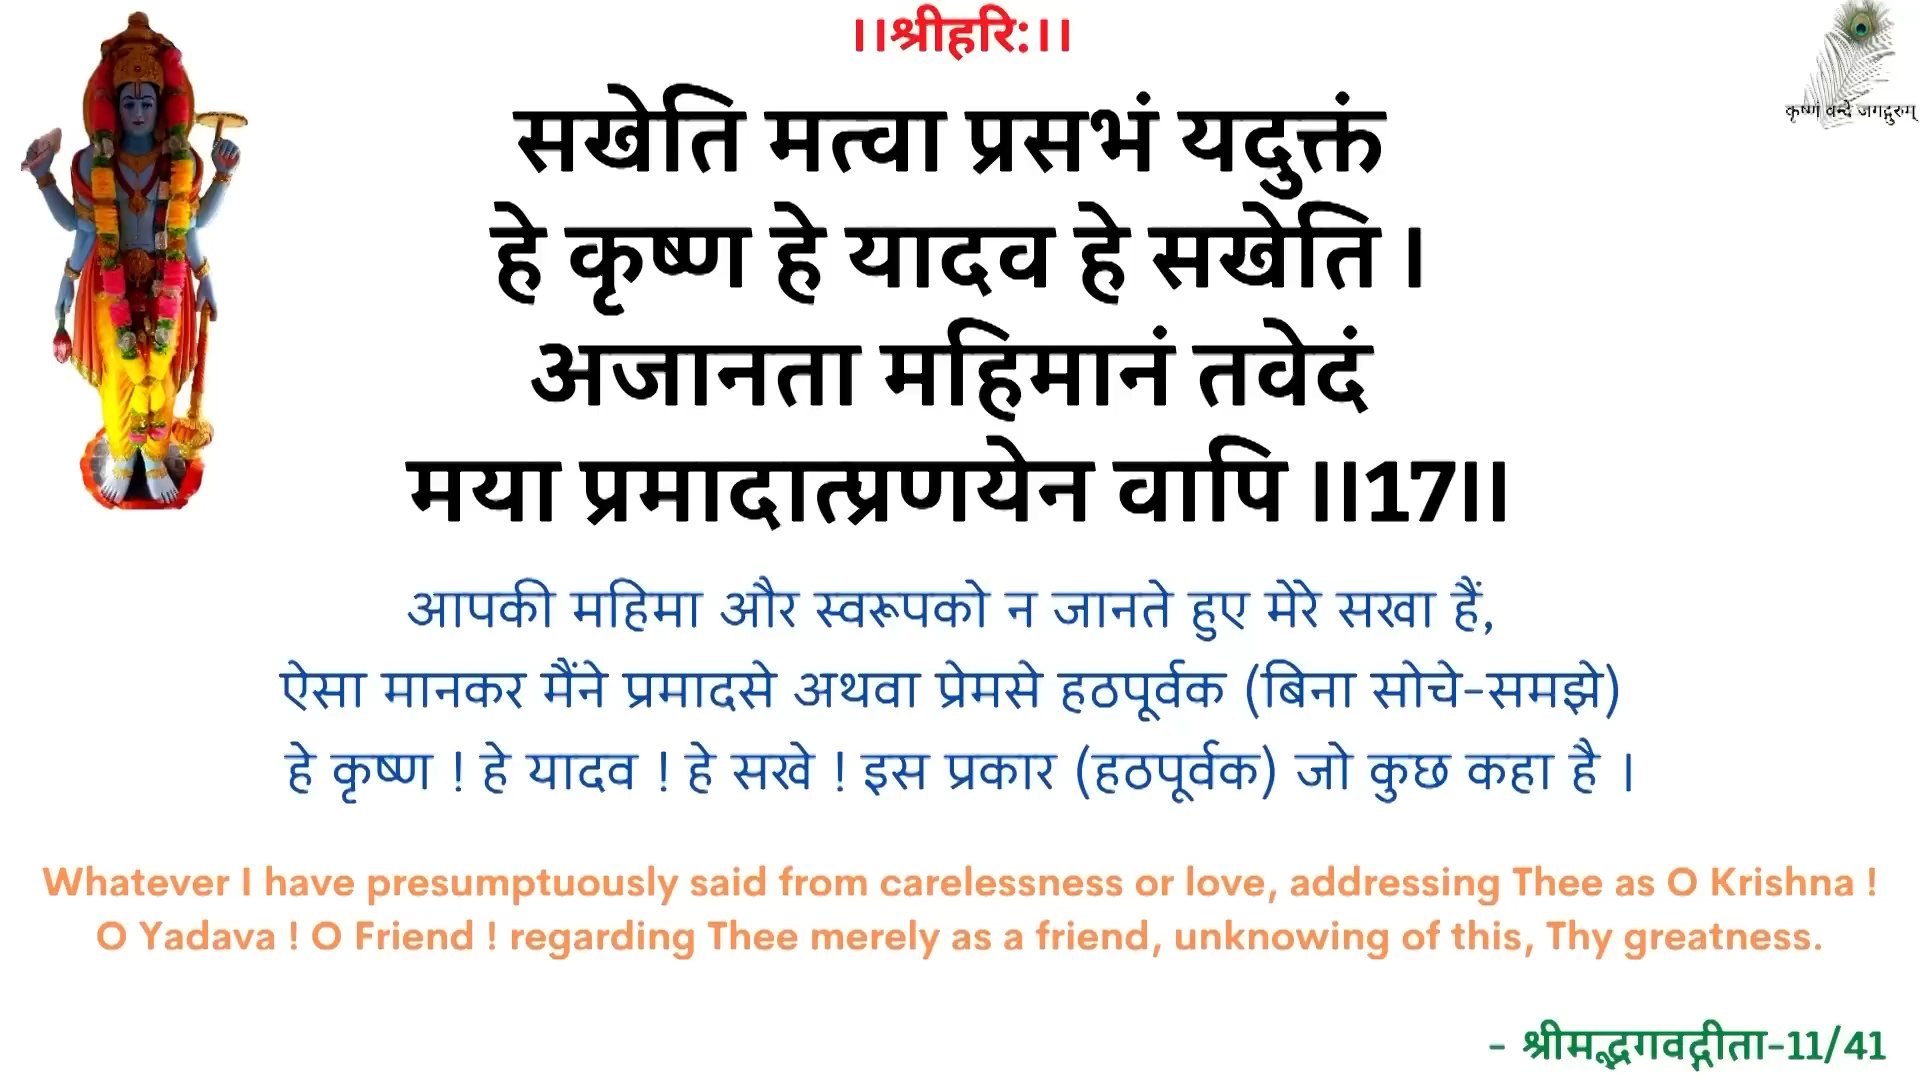 ।।श्रीहरि:।।
कृष्णं वन्दे जगद्गुरुम्
सखेति मत्वा प्रसभं यदुक्तं
हे कृष्ण हे यादव हे सखेति ।
अजानता महिमानं तवेदं
मया प्रमादात्प्रणयेन वापि ।।17।।
आपकी महिमा और स्वरूपको न जानते हुए मेरे सखा हैं,
ऐसा मानकर मैंने प्रमादसे अथवा प्रेमसे हठपूर्वक (बिना सोचे-समझे)
हे कृष्ण ! हे यादव ! हे सखे ! इस प्रकार (हठपूर्वक) जो कुछ कहा है ।
Whatever I have presumptuously said from carelessness or love, addressing Thee as O Krishna !
O Yadava ! O Friend ! regarding Thee merely as a friend, unknowing of this, Thy greatness.
- श्रीमद्भगवद्गीता-11/41